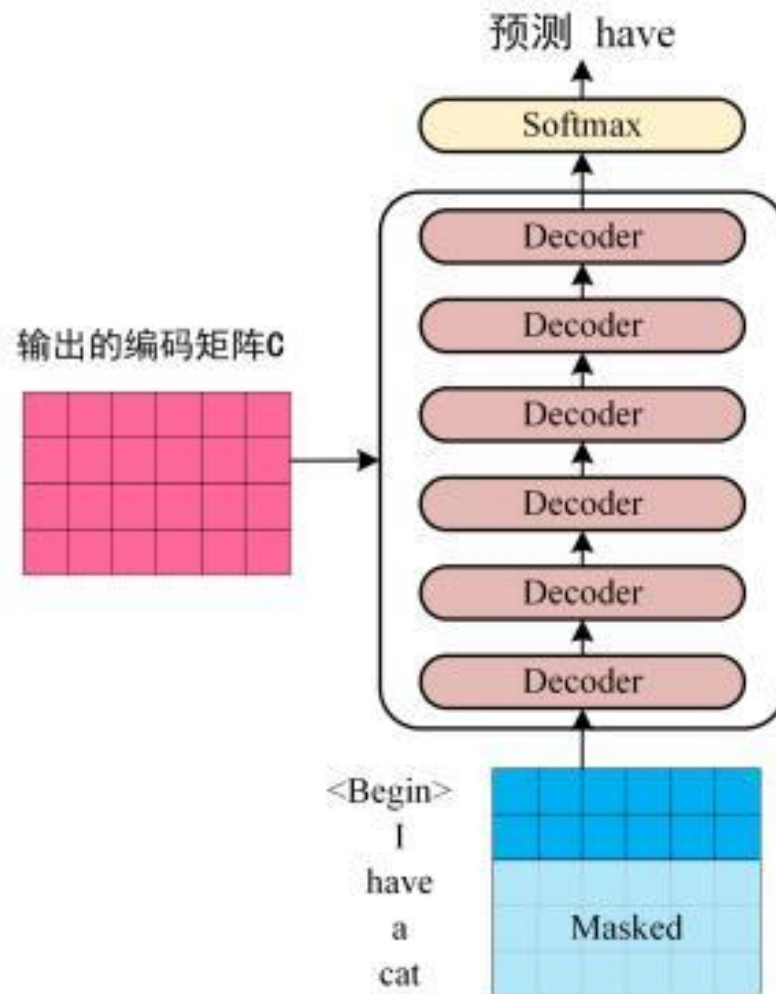 预测 have
Softmax
Decoder
Decoder
Decoder
Decoder
Decoder
Decoder
输出的编码矩阵C
<Begin>
I
have
a
cat
Masked